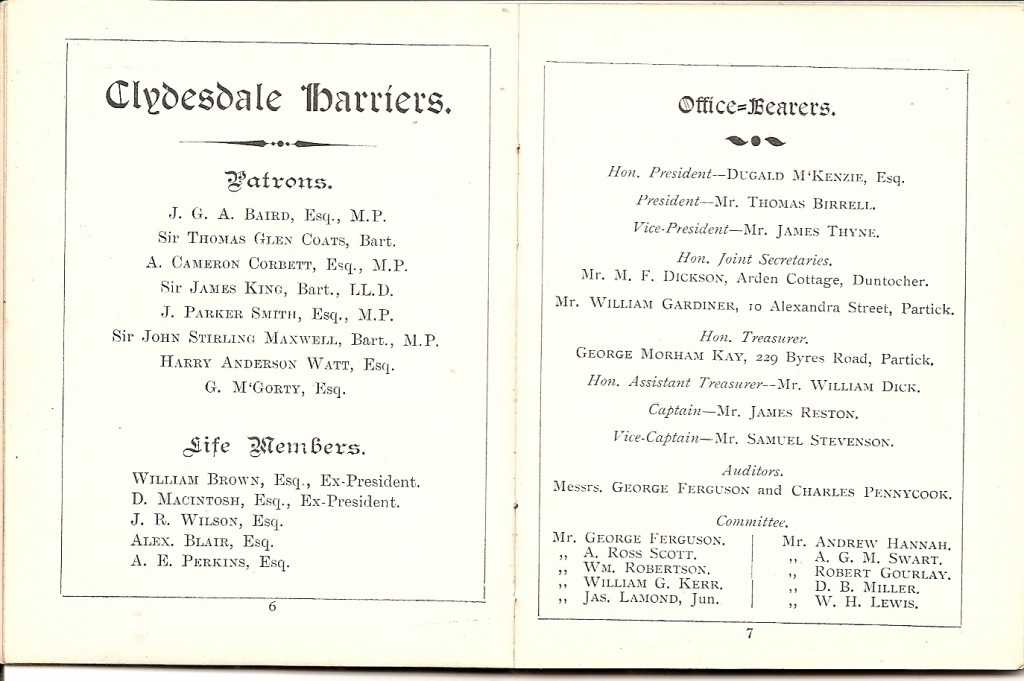 Clydesdale Harriers.
Patrons.
J. G. A. BAIRD, Esq., M.P.
Sir THOMAS GLEN COATS, Bart.
A. CAMERON CORBETT, Esq., M.P.
Sir JAMES KING, Bart., LL.D.
J. PARKER SMITH, Esq., M.P.
Sir JOHN STIRLING MAXWELL, Bart., M.P.
HARRY ANDERSON WATT, Esq.
G. M'GORTY, Esq.
Life Members.
WILLIAM BROWN, Esq., Ex-President.
D. MACINTOSH, Esq., Ex-President.
J. R. WILSON, Esq.
ALEX. BLAIR, Esq.
A. E. PERKINS, Esq.
6
Office=Bearers.
Hon. President--DUGALD M'KENZIE, Esq.
President—Mr. THOMAS BIRRELL.
Vice-President—Mr. JAMES THYNE.
Hon. Joint Secretaries.
Mr. M. F. DICKSON, Arden Cottage, Duntocher.
Mr. WILLIAM GARDINER, 10 Alexandra Street, Partick.
Hon. Treasurer.
GEORGE MORHAM KAY, 229 Byres Road, Partick.
Hon. Assistant Treasurer--Mr. WILLIAM DICK.
Captain—Mr. JAMES RESTON.
Vice-Captain—Mr. SAMUEL STEVENSON.
Auditors.
Messrs. GEORGE FERGUSON and CHARLES PENNYCOOK.
Committee.
Mr. GEORGE FERGUSON.
,, A. ROSS SCOTT.
,, WM. ROBERTSON.
,, WILLIAM G. KERR.
,, JAS. LAMOND, Jun.
Mr. ANDREW HANNAH.
,, A. G. M. SWART.
,, ROBERT GOURLAY.
,, D. B. MILLER.
,, W. H. LEWIS.
7